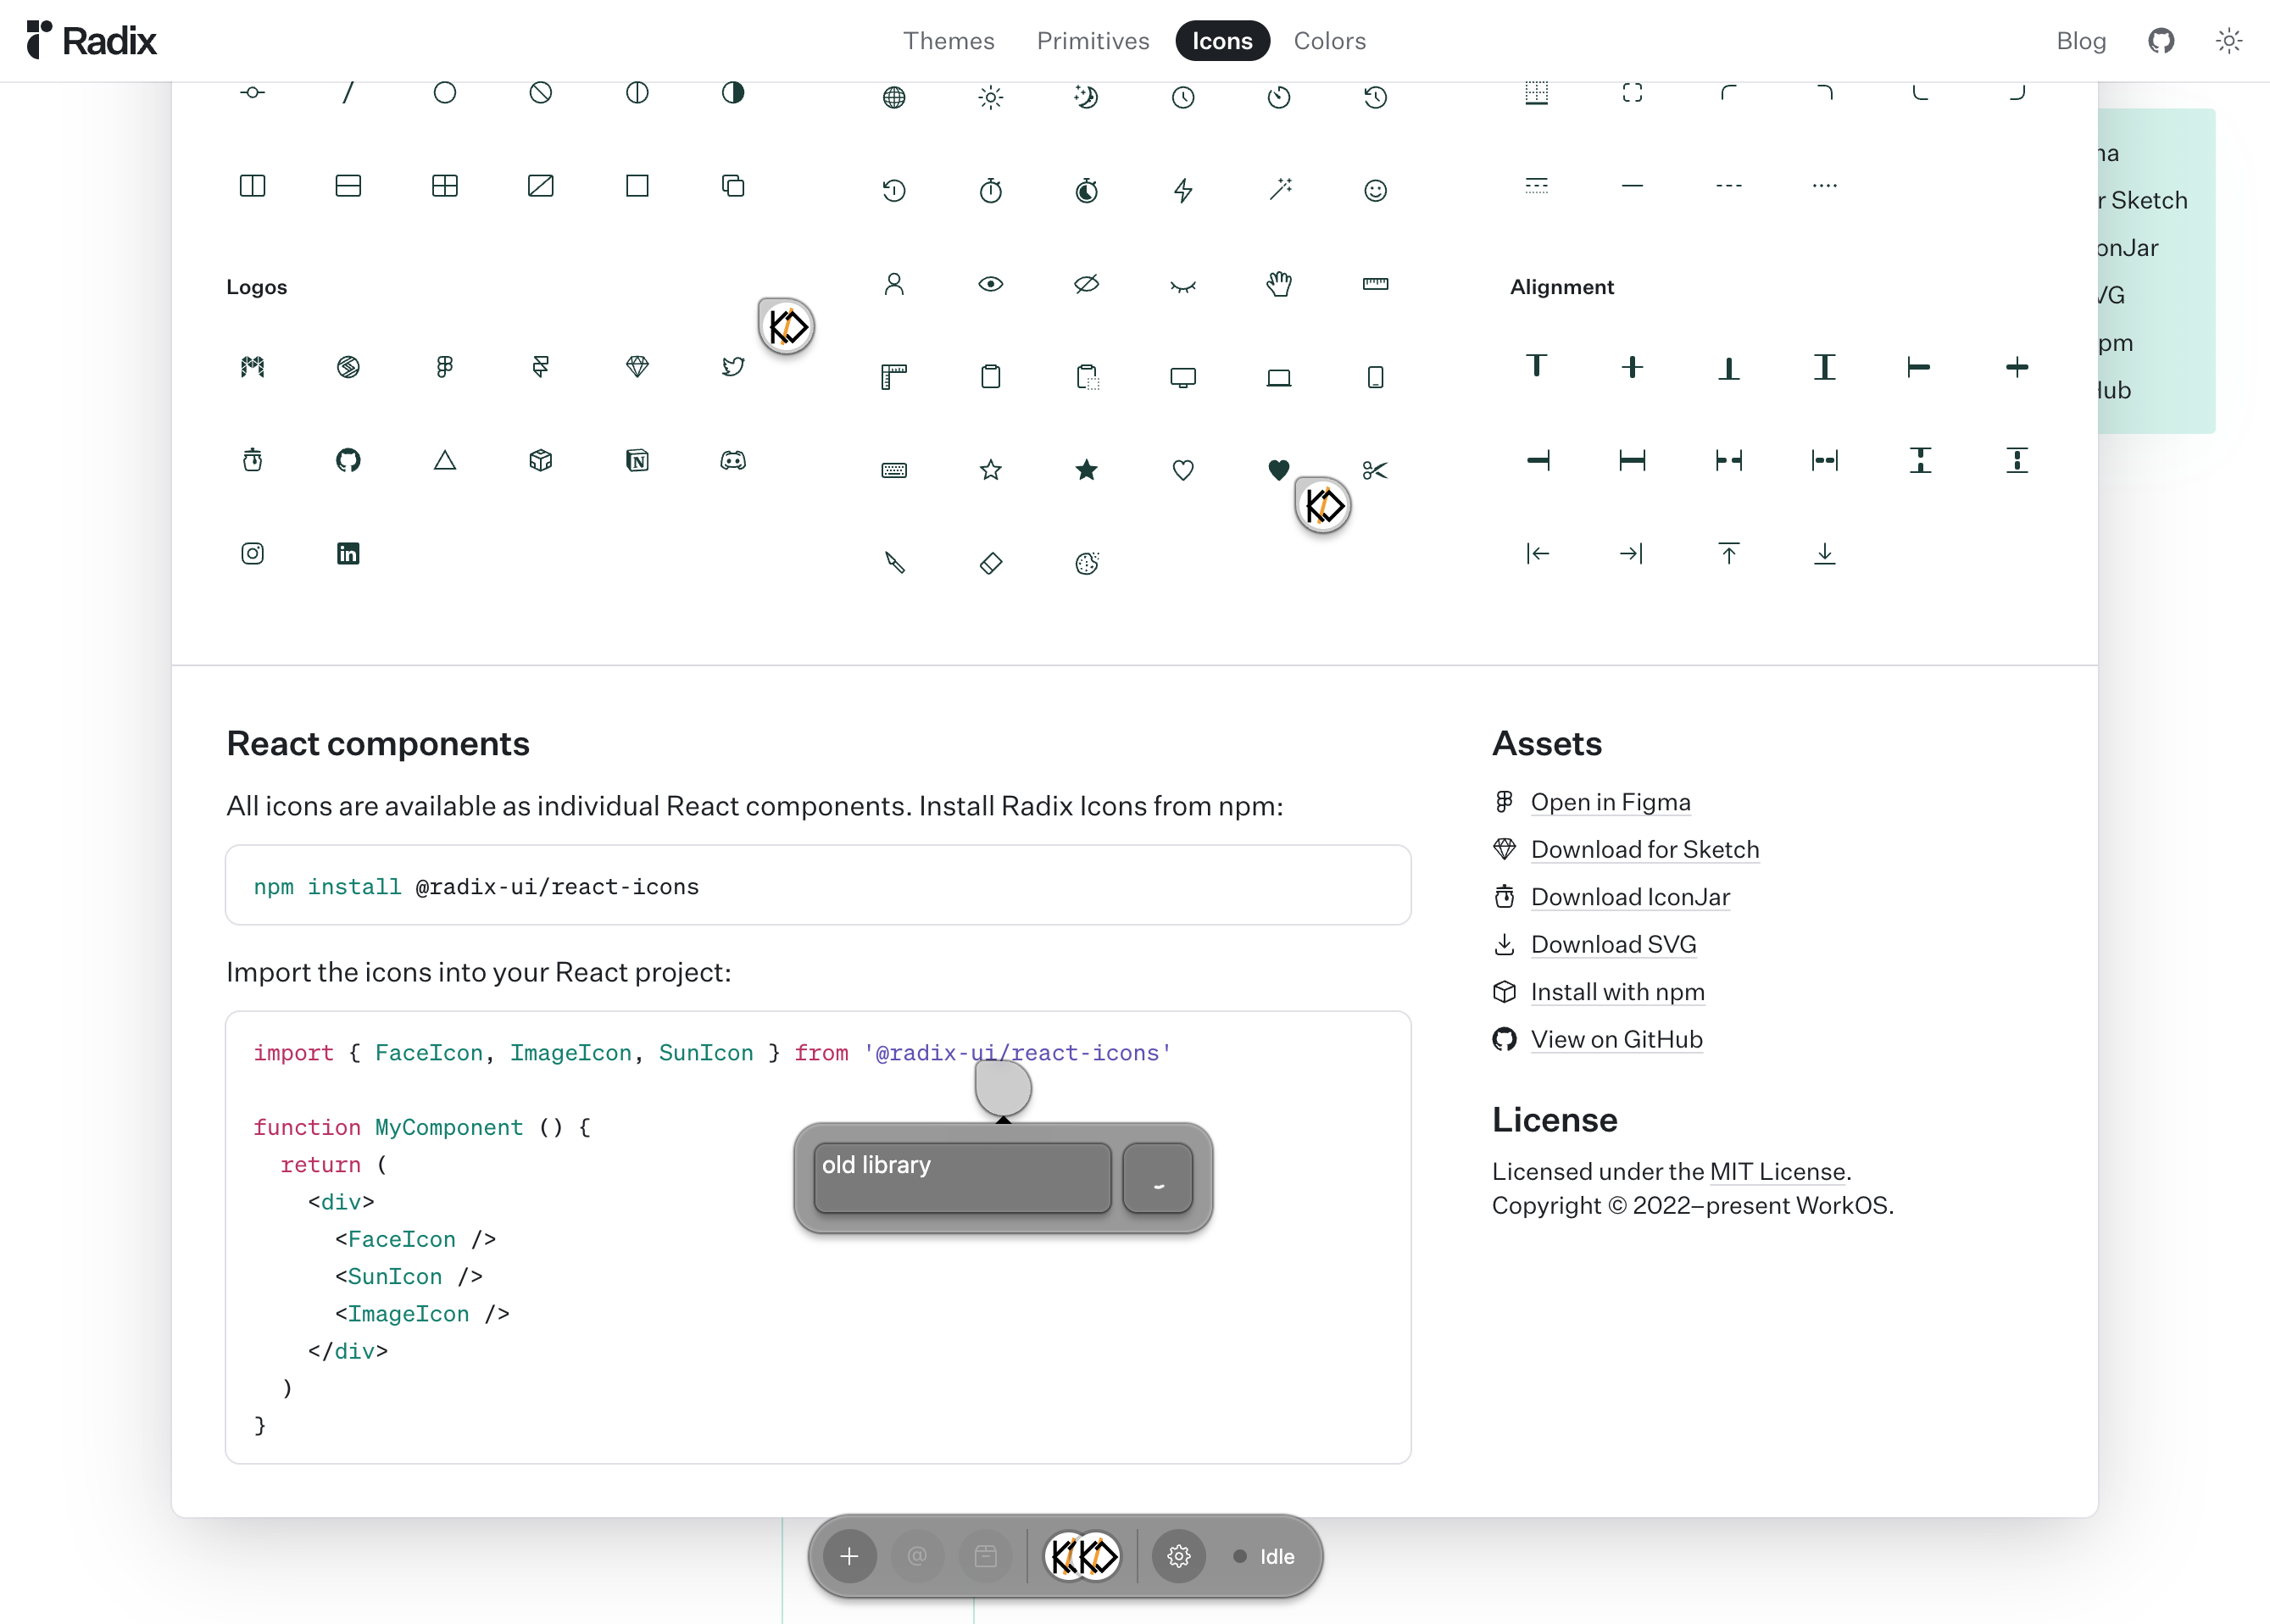 Radix
Themes
Primitives
Icons
Colors
Blog
r Sketch
onJar
Logos
Alignment
React components
All icons are available as individual React components. Install Radix Icons from npm:
npm install @radix-ui/react-icons
Import the icons into your React project:
import { FaceIcon, ImageIcon, SunIcon } from '@radix-ui/react-icons'
function MyComponent () {
return (
<div>
<FaceIcon />
<SunIcon />
<ImageIcon />
</div>
)
}
old library
Assets
Open in Figma
Download for Sketch
Download IconJar
Download SVG
Install with npm
View on GitHub
License
Licensed under the MIT License.
Copyright © 2022–present WorkOS.
Idle